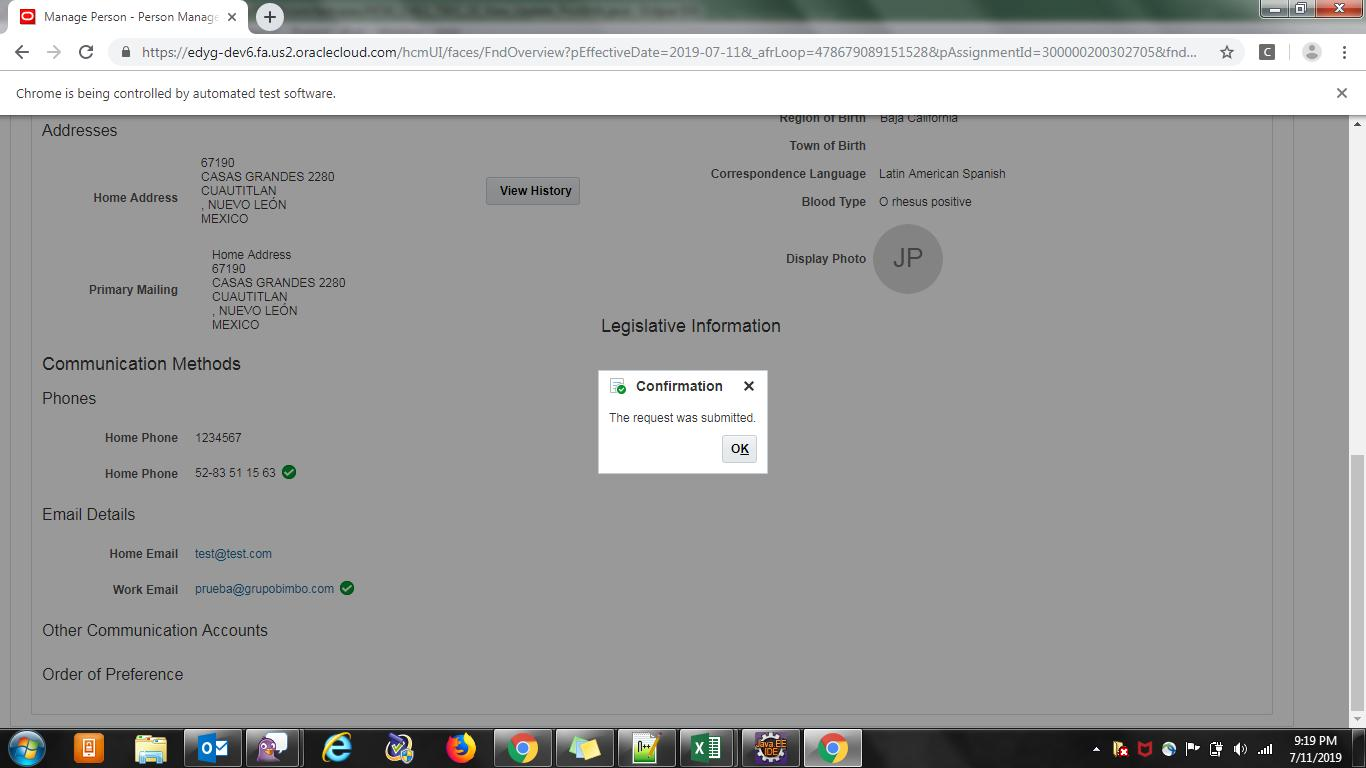 Manage Person - Person Manage
https://edyg-dev6.fa.us2.oraclecloud.com/hcmUI/faces/FndOverview?pEffectiveDate=2019-07-11&_afrLoop=478679089151528&pAssignmentId=300000200302705&fnd...
C
Chrome is being controlled by automated test software.
Addresses
Home Address
67190
CASAS GRANDES 2280
CUAUTITLAN
, NUEVO LEÓN
MEXICO
View History
Primary Mailing
Home Address
67190
CASAS GRANDES 2280
CUAUTITLAN
, NUEVO LEÓN
MEXICO
Region of Birth Baja California
Town of Birth
Correspondence Language Latin American Spanish
Blood Type O rhesus positive
Display Photo JP
Legislative Information
Communication Methods
Phones
Home Phone 1234567
Home Phone 52-83 51 15 63
Email Details
Home Email test@test.com
Work Email prueba@grupobimbo.com
Other Communication Accounts
Order of Preference
Confirmation
The request was submitted.
OK
Java EE
IDE
9:19 PM
7/11/2019